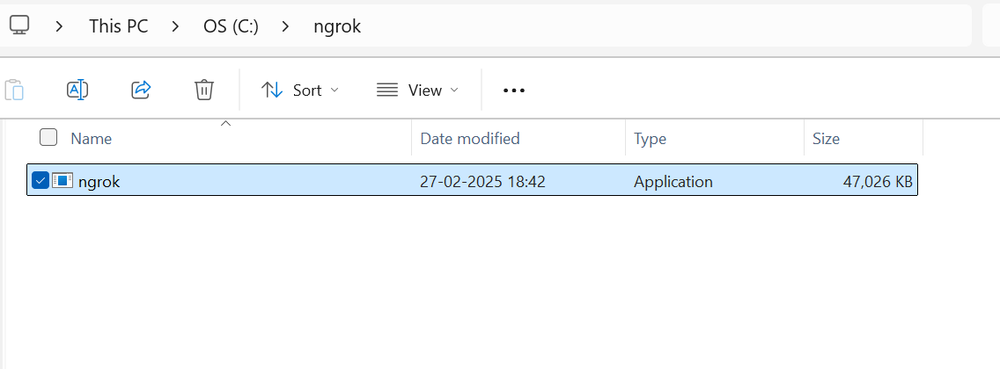 This PC > OS (C:) > ngrok
Sort View ...
Name Date modified Type Size
ngrok 27-02-2025 18:42 Application 47,026 KB